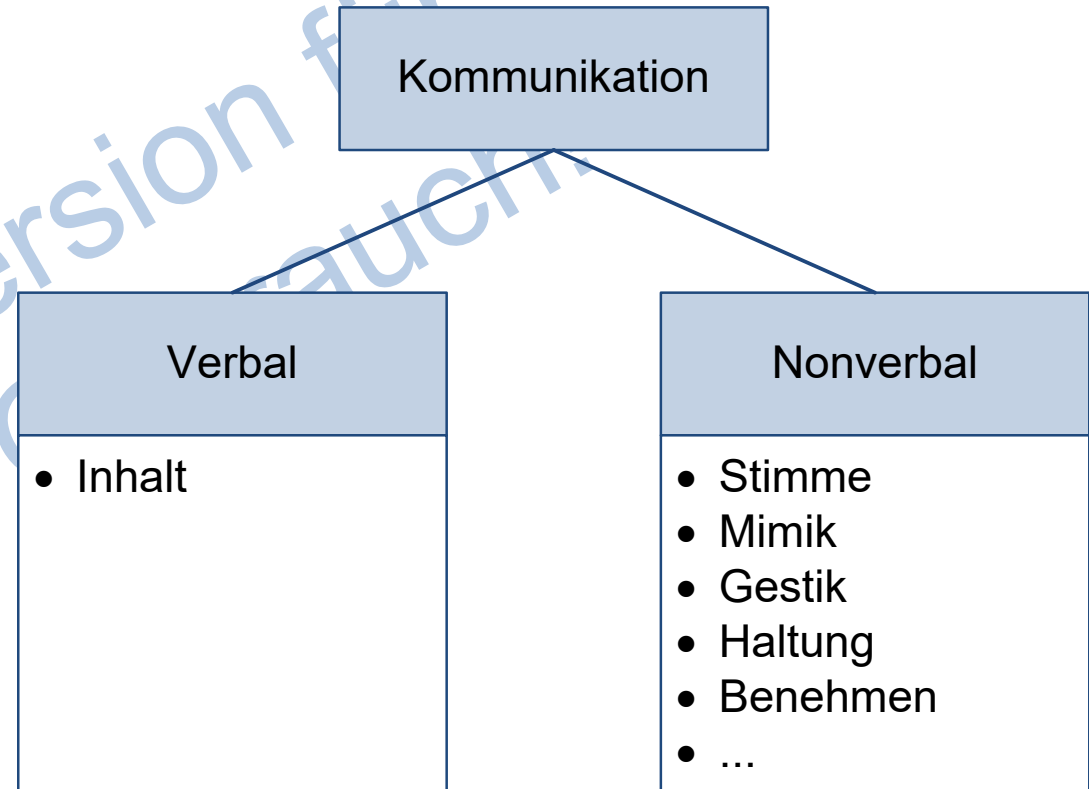 Kommunikation
Verbal
• Inhalt
Nonverbal
• Stimme
• Mimik
• Gestik
• Haltung
• Benehmen
• ...